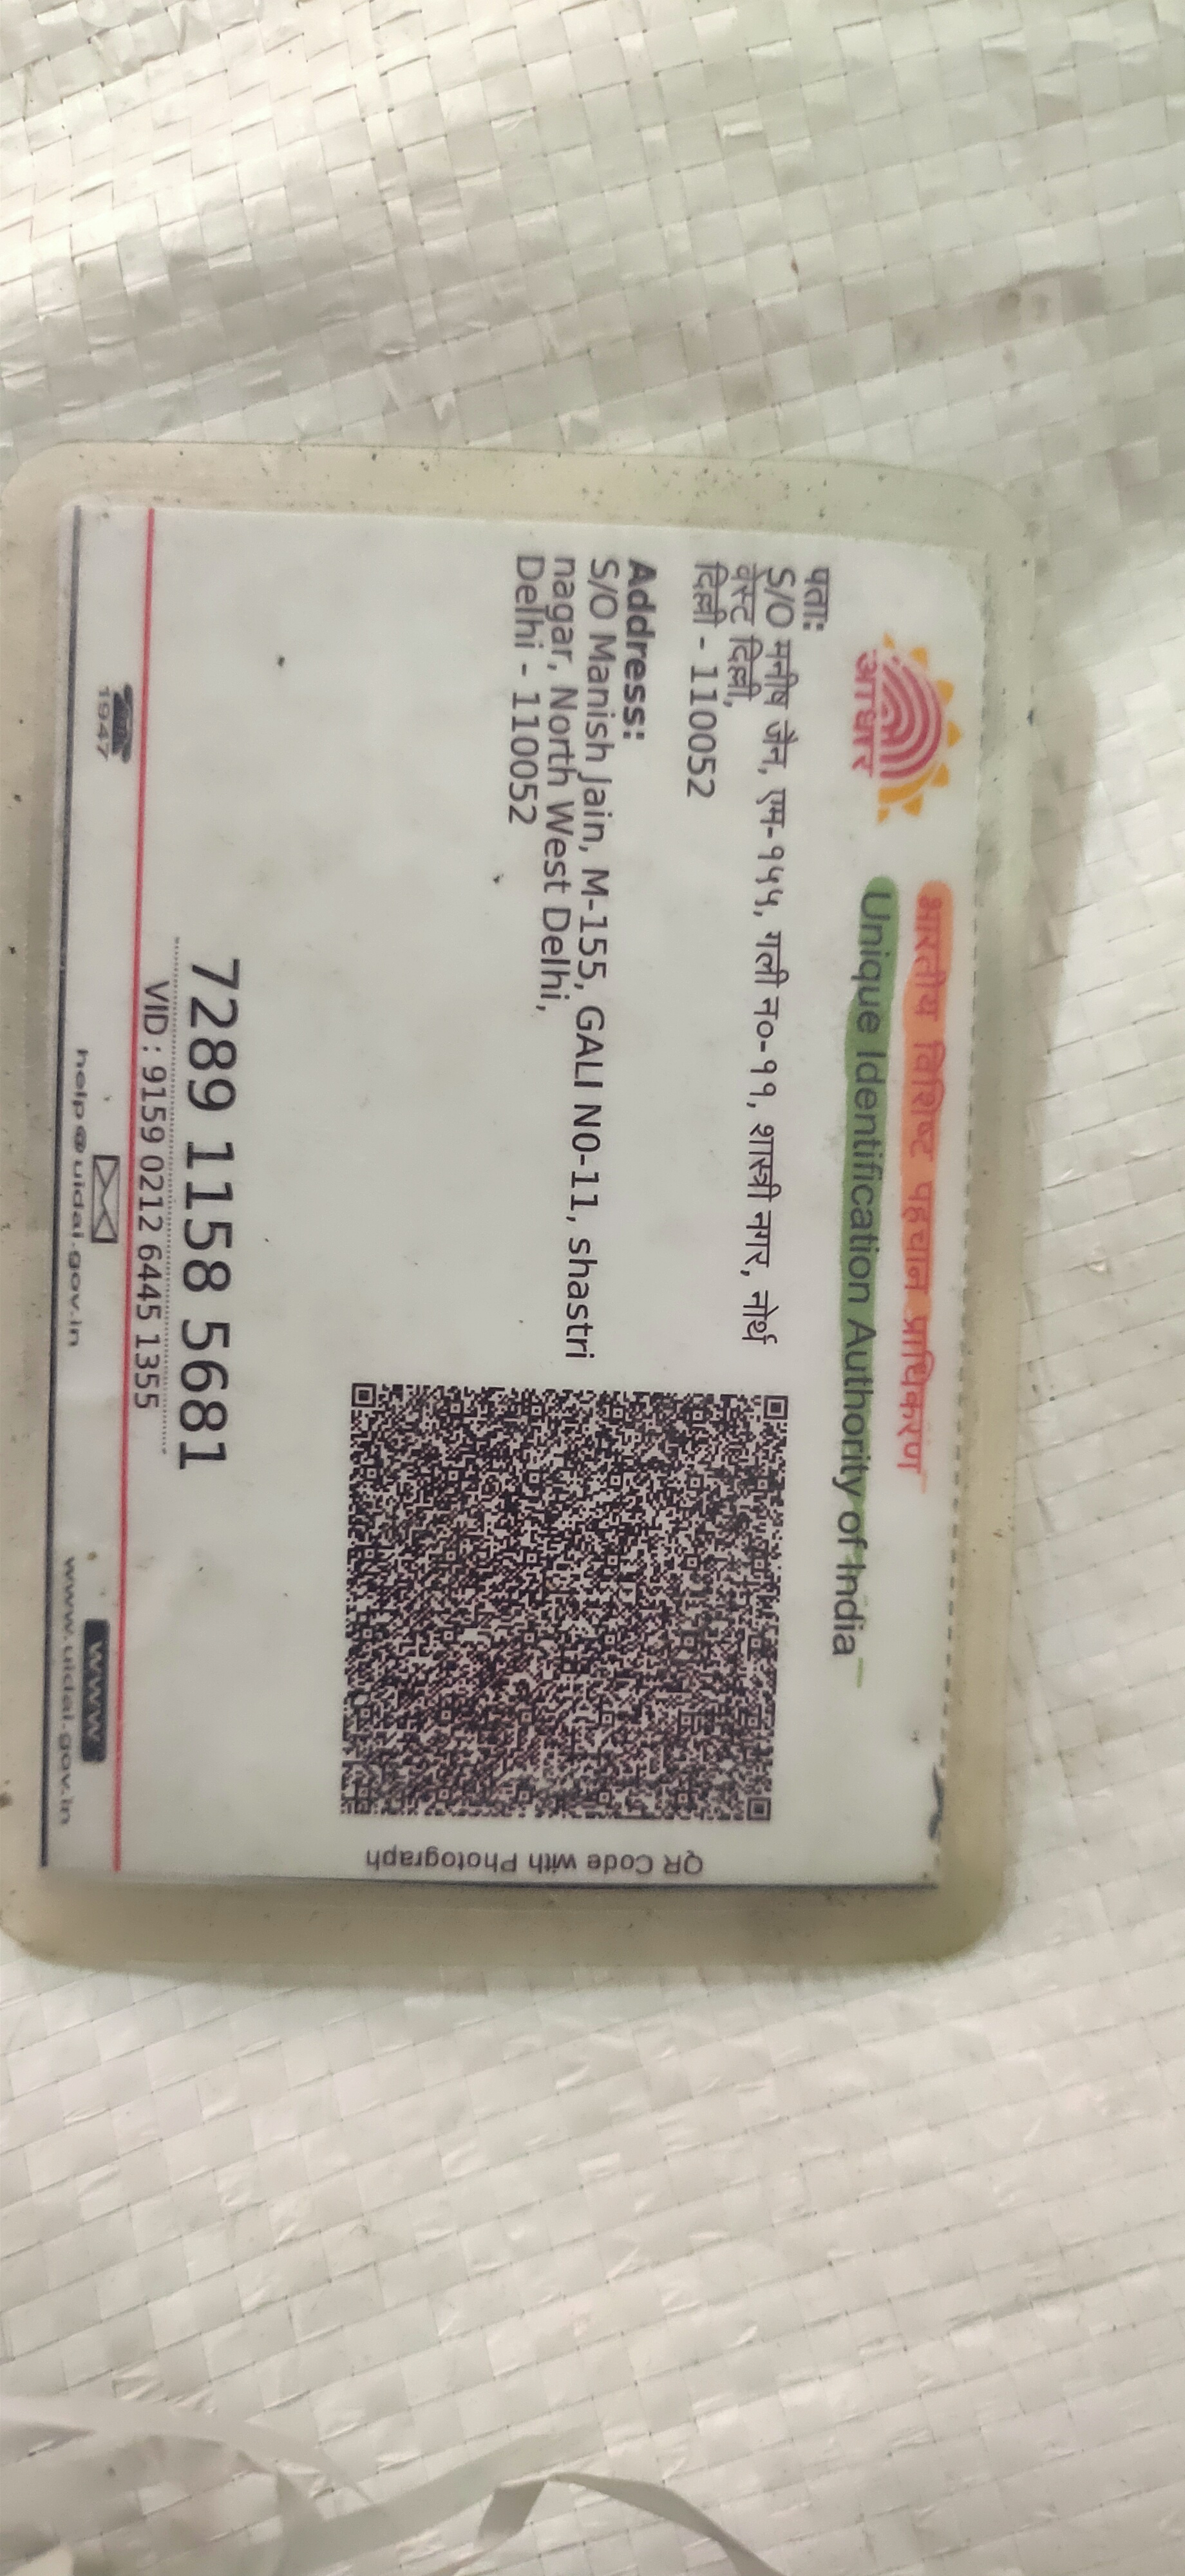 भारतीय विशिष्ट पहचान प्राधिकरण
Unique Identification Authority of India
आधार
पता:
S/O मनीष जैन, एम-१५५, गली न०-११, शास्त्री नगर, नोर्थ
वेस्ट दिल्ली,
दिल्ली - 110052
Address:
S/O Manish Jain, M-155, GALI N0-11, shastri
nagar, North West Delhi,
Delhi - 110052
QR Code with Photograph
7289 1158 5681
VID : 9159 0212 6445 1355
1947
help@uidai.gov.in
www
www.uidai.gov.in